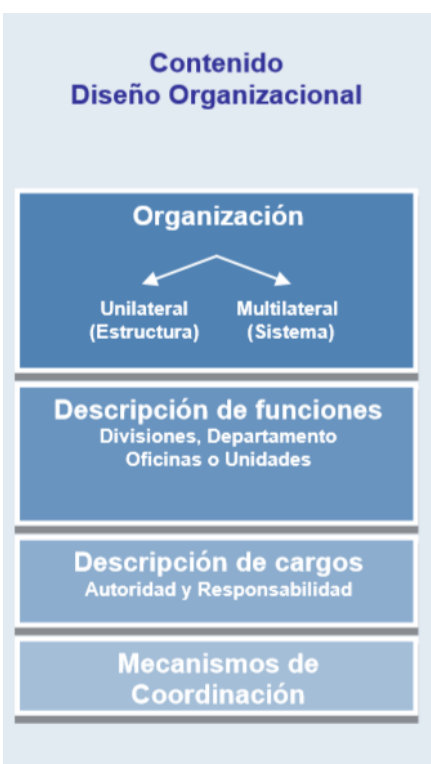 Contenido
Diseño Organizacional
Organización
Unilateral Multilateral
(Estructura) (Sistema)
Descripción de funciones
Divisiones, Departamento
Oficinas o Unidades
Descripción de cargos
Autoridad y Responsabilidad
Mecanismos de
Coordinación